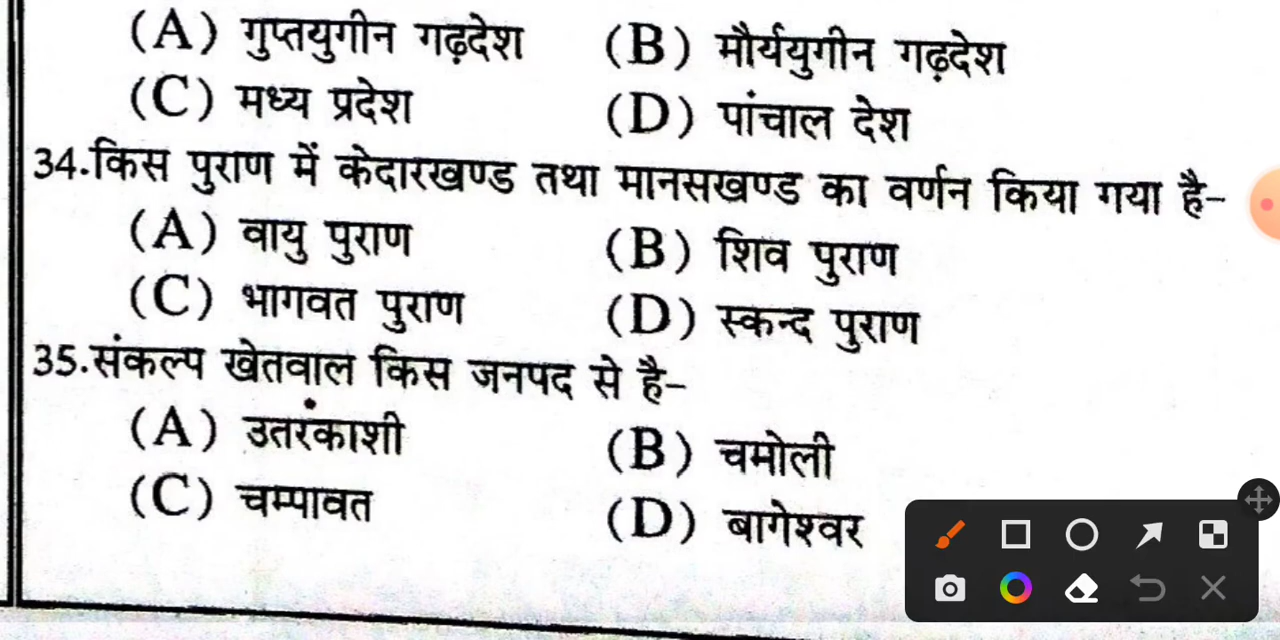 (A) गुप्तयुगीन गढ़देश (B) मौर्ययुगीन गढ़देश
(C) मध्य प्रदेश (D) पांचाल देश
34.किस पुराण में केदारखण्ड तथा मानसखण्ड का वर्णन किया गया है-
(A) वायु पुराण (B) शिव पुराण
(C) भागवत पुराण (D) स्कन्द पुराण
35.संकल्प खेतवाल किस जनपद से है-
(A) उतरकाशी (B) चमोली
(C) चम्पावत (D) बागेश्वर